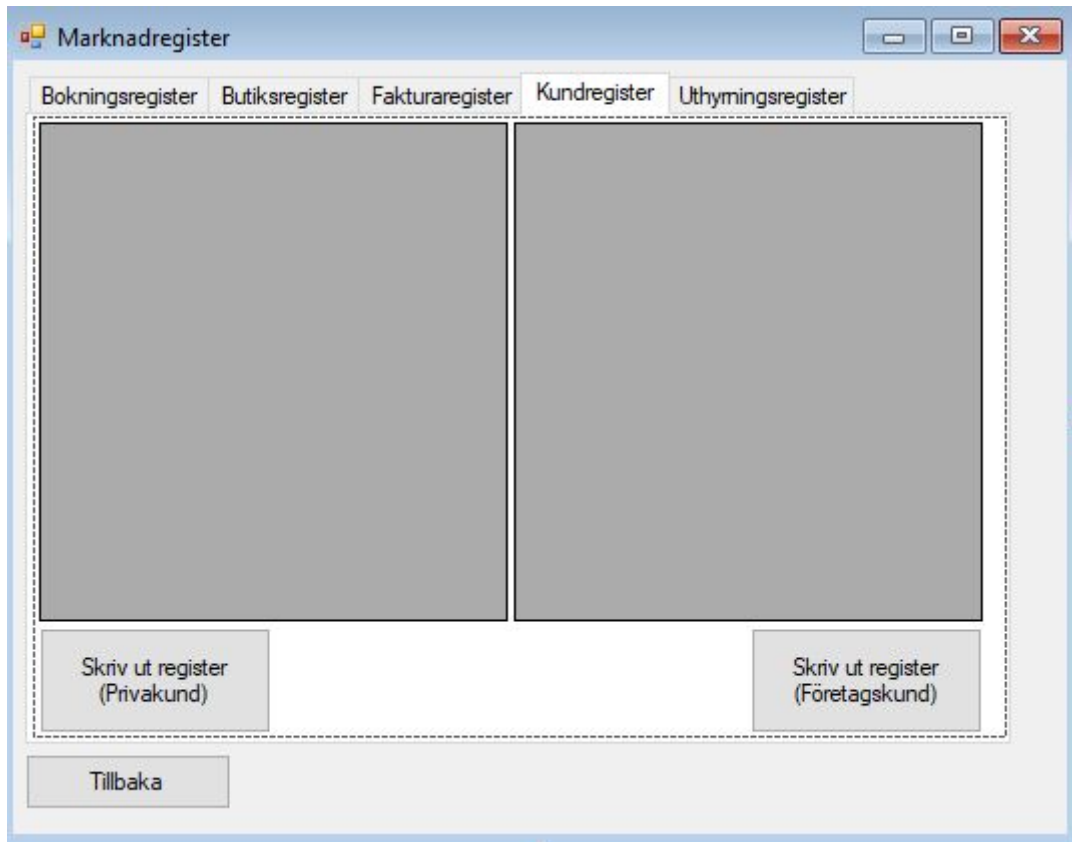 Marknadregister
Bokningsregister Butiksregister Fakturaregister Kundregister Uthyrningsregister
Skriv ut register
(Privakund)
Skriv ut register
(Företagskund)
Tillbaka